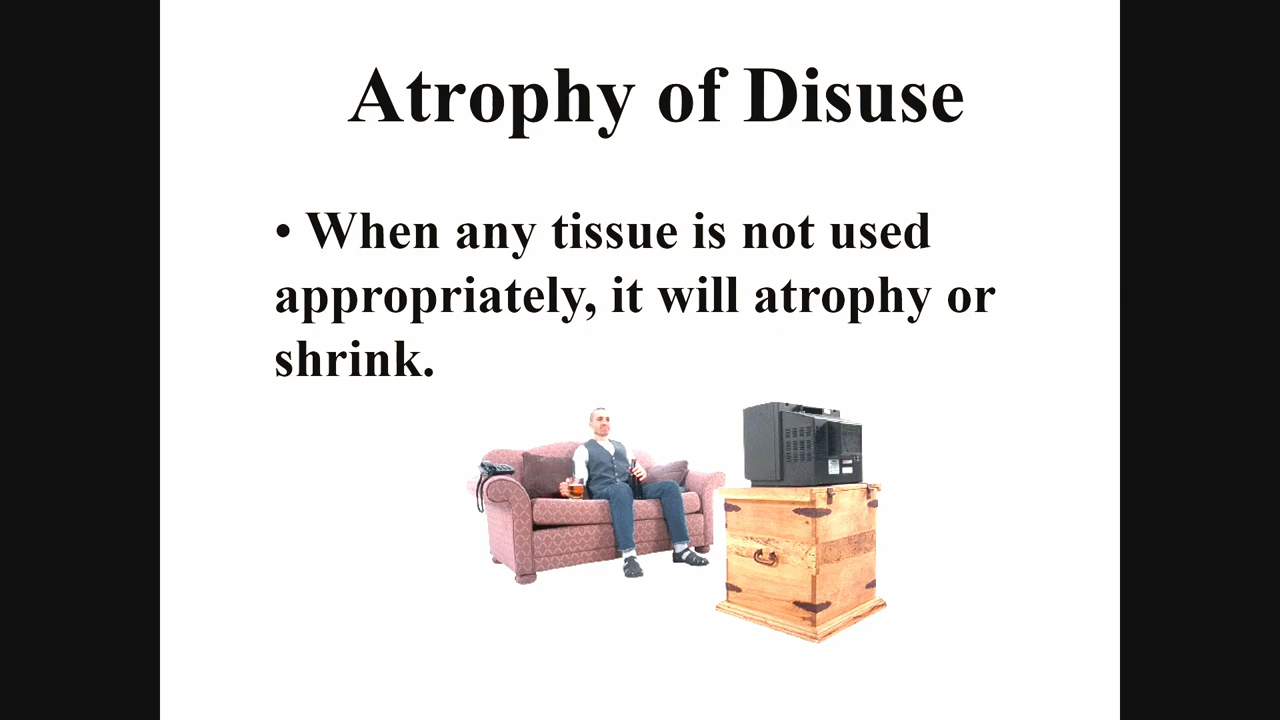 Atrophy of Disuse
• When any tissue is not used
appropriately, it will atrophy or
shrink.